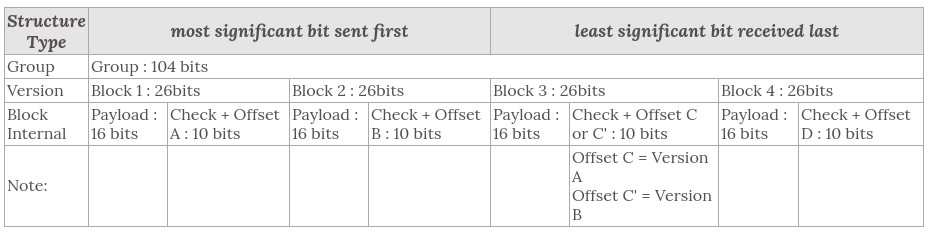 Structure Type most significant bit sent first least significant bit received last
Group Group : 104 bits
Version Block 1 : 26bits Block 2 : 26bits Block 3 : 26bits Block 4 : 26bits
Block Internal Payload : 16 bits Check + Offset A : 10 bits Payload : 16 bits Check + Offset B : 10 bits Payload : 16 bits Check + Offset C or C' : 10 bits Payload : 16 bits Check + Offset D : 10 bits
Note: Offset C = Version A
Offset C' = Version B